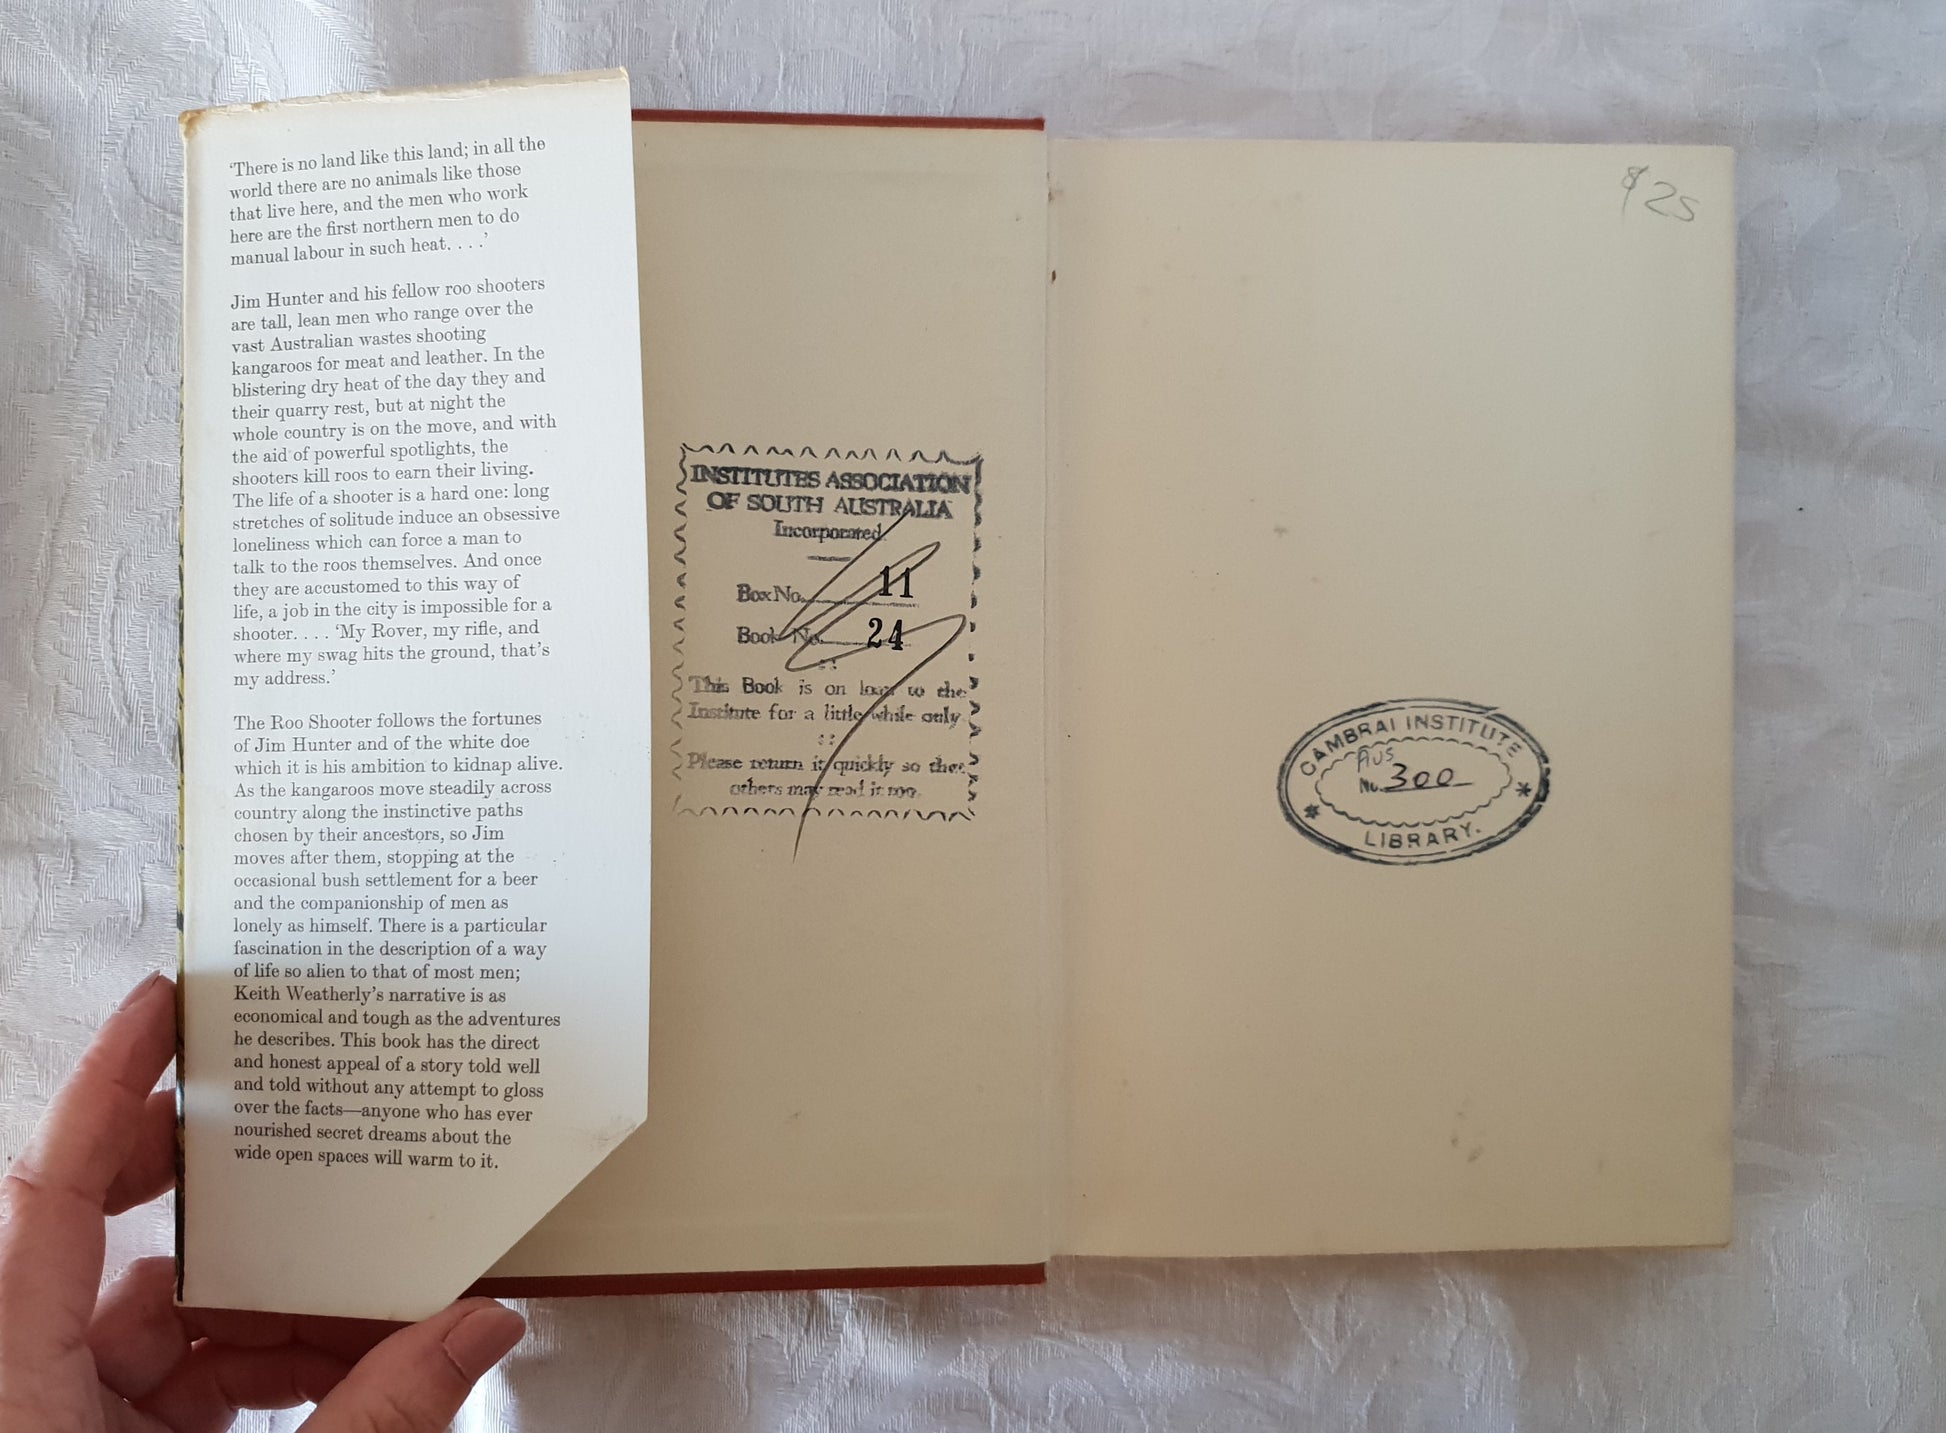 ‘There is no land like this land; in all the
world there are no animals like those
that live here, and the men who work
here are the first northern men to do
manual labour in such heat. . . .’
Jim Hunter and his fellow roo shooters
are tall, lean men who range over the
vast Australian wastes shooting
kangaroos for meat and leather. In the
blistering dry heat of the day they and
their quarry rest, but at night the
whole country is on the move, and with
the aid of powerful spotlights, the
shooters kill roos to earn their living.
The life of a shooter is a hard one: long
stretches of solitude induce an obsessive
loneliness which can force a man to
talk to the roos themselves. And once
they are accustomed to this way of
life, a job in the city is impossible for a
shooter. . . . ‘My Rover, my rifle, and
where my swag hits the ground, that’s
my address.’
The Roo Shooter follows the fortunes
of Jim Hunter and of the white doe
which it is his ambition to kidnap alive.
As the kangaroos move steadily across
country along the instinctive paths
chosen by their ancestors, so Jim
moves after them, stopping at the
occasional bush settlement for a beer
and the companionship of men as
lonely as himself. There is a particular
fascination in the description of a way
of life so alien to that of most men;
Keith Weatherly’s narrative is as
economical and tough as the adventures
he describes. This book has the direct
and honest appeal of a story told well
and told without any attempt to gloss
over the facts—anyone who has ever
nourished secret dreams about the
wide open spaces will warm to it.
INSTITUTES ASSOCIATION
OF SOUTH AUSTRALIA
Incorporated
Box No. 11
Book No. 24
This Book is on loan to the
Institute for a little while only
Please return it quickly so that
others may read it too.
$25
CAMBRAI INSTITUTE
AUS
No. 300
LIBRARY.